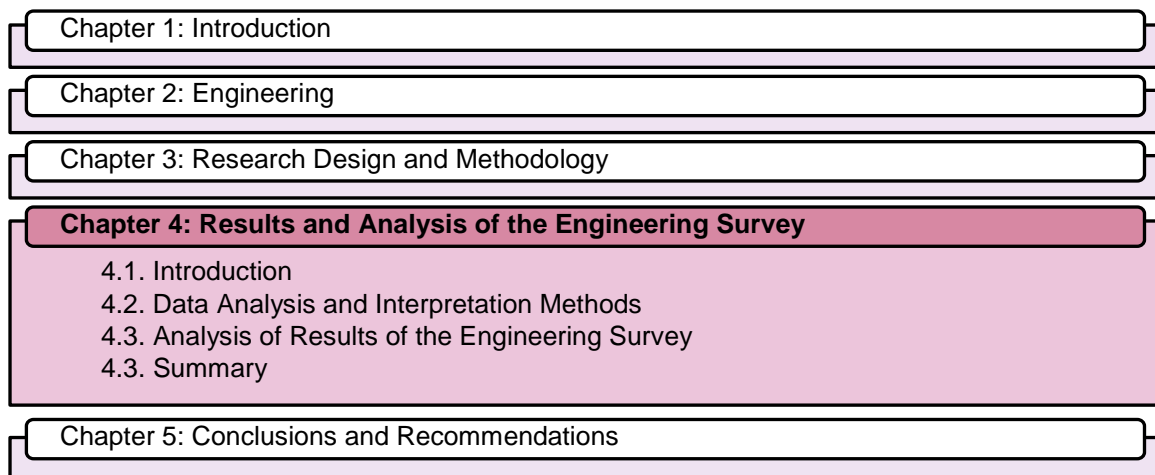 Chapter 1: Introduction
Chapter 2: Engineering
Chapter 3: Research Design and Methodology
Chapter 4: Results and Analysis of the Engineering Survey
4.1. Introduction
4.2. Data Analysis and Interpretation Methods
4.3. Analysis of Results of the Engineering Survey
4.3. Summary
Chapter 5: Conclusions and Recommendations